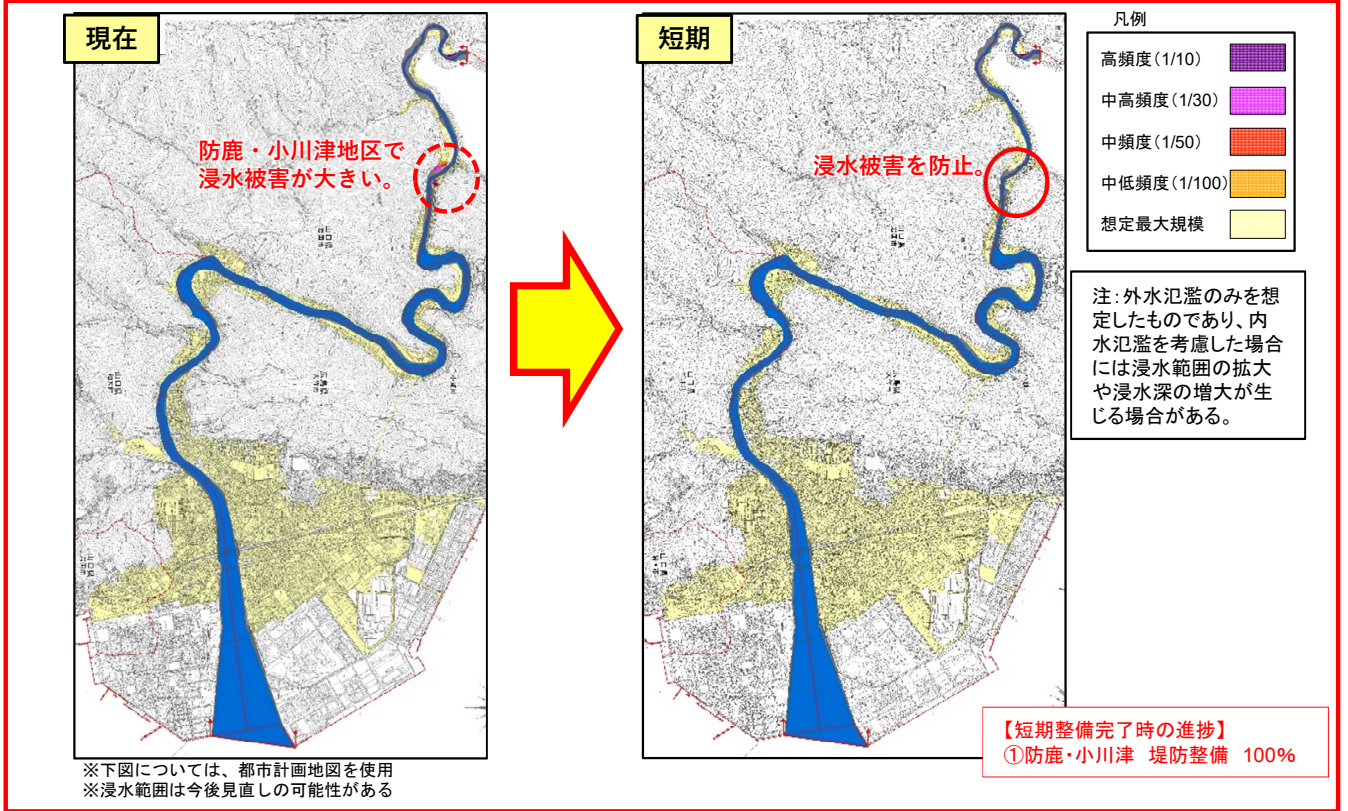 現在
防鹿・小川津地区で
浸水被害が大きい。
※下図については、都市計画地図を使用
※浸水範囲は今後見直しの可能性がある
短期
浸水被害を防止。
凡例
高頻度(1/10)
中高頻度(1/30)
中頻度(1/50)
中低頻度(1/100)
想定最大規模
注:外水氾濫のみを想
定したものであり、内
水氾濫を考慮した場合
には浸水範囲の拡大
や浸水深の増大が生
じる場合がある。
【短期整備完了時の進捗】
①防鹿・小川津 堤防整備 100%